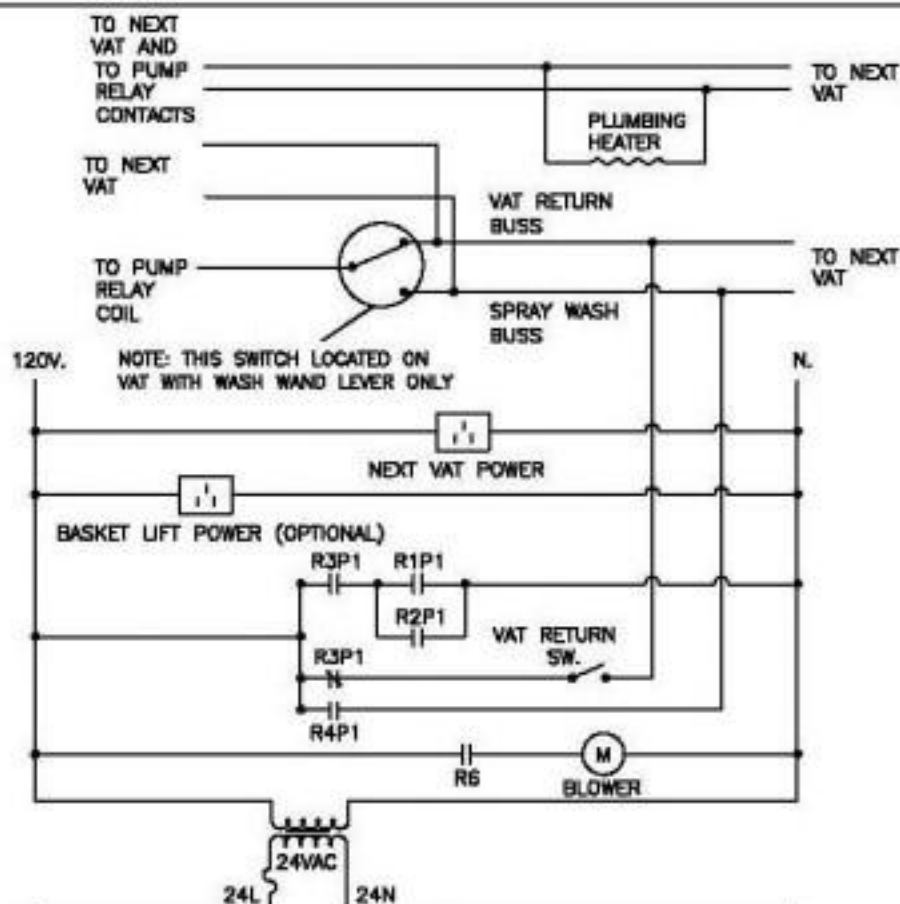 TO NEXT
VAT AND
TO PUMP
RELAY
CONTACTS
TO NEXT
VAT
PLUMBING
HEATER
TO NEXT
VAT
VAT RETURN
BUSS
TO PUMP
RELAY
COIL
TO NEXT
VAT
SPRAY WASH
BUSS
120V.
NOTE: THIS SWITCH LOCATED ON
VAT WITH WASH WAND LEVER ONLY
N.
NEXT VAT POWER
BASKET LIFT POWER (OPTIONAL)
R3P1
R1P1
R2P1
VAT RETURN
SW.
R3P1
R4P1
R6
M
BLOWER
24VAC
24L
24N